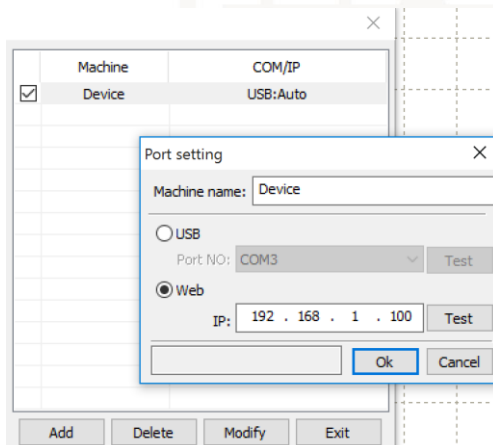 Machine COM/IP
Device USB:Auto
Port setting
Machine name: Device
USB
Port NO: COM3 Test
Web
IP: 192 . 168 . 1 . 100 Test
Ok Cancel
Add Delete Modify Exit